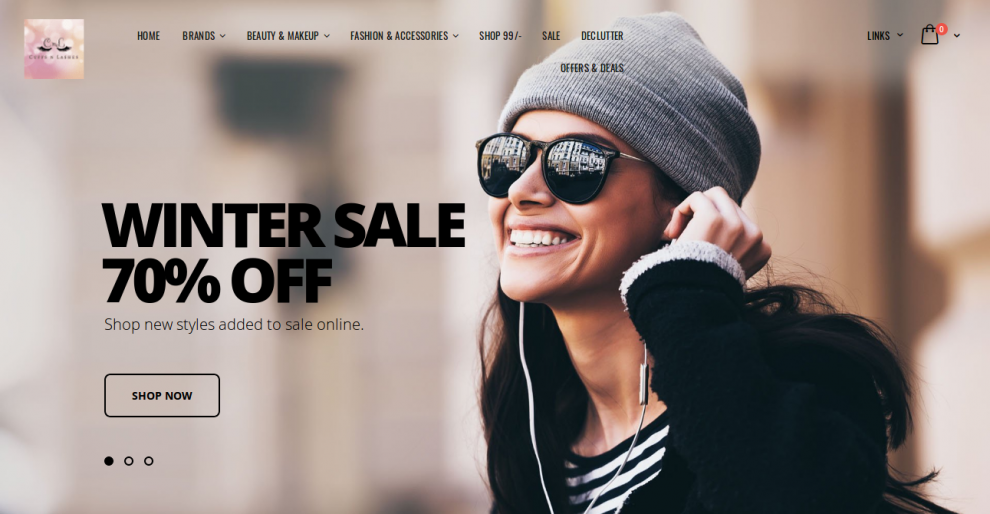 HOME BRANDS BEAUTY & MAKEUP FASHION & ACCESSORIES SHOP 99/- SALE DECLUTTER LINKS 0
OFFERS & DEALS
WINTER SALE
70% OFF
Shop new styles added to sale online.
SHOP NOW